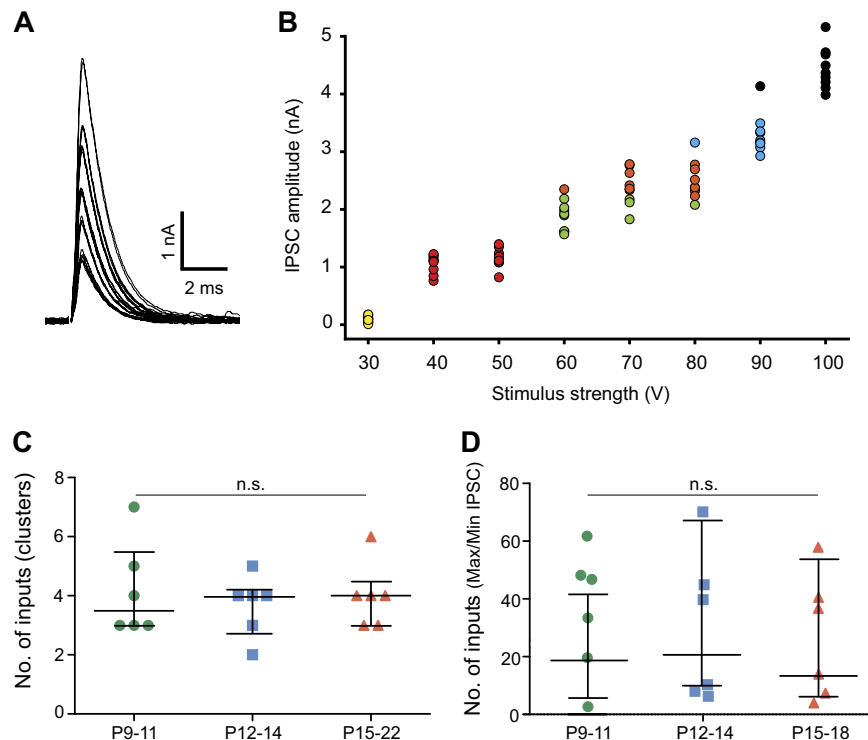 A
1 nA
2 ms
B
IPSC amplitude (nA)
5
4
3
2
1
0
30 40 50 60 70 80 90 100
Stimulus strength (V)
C
No. of inputs (clusters)
8
6
4
2
0
n.s.
P9-11 P12-14 P15-22
D
No. of inputs (Max/Min IPSC)
80
60
40
20
0
n.s.
P9-11 P12-14 P15-18